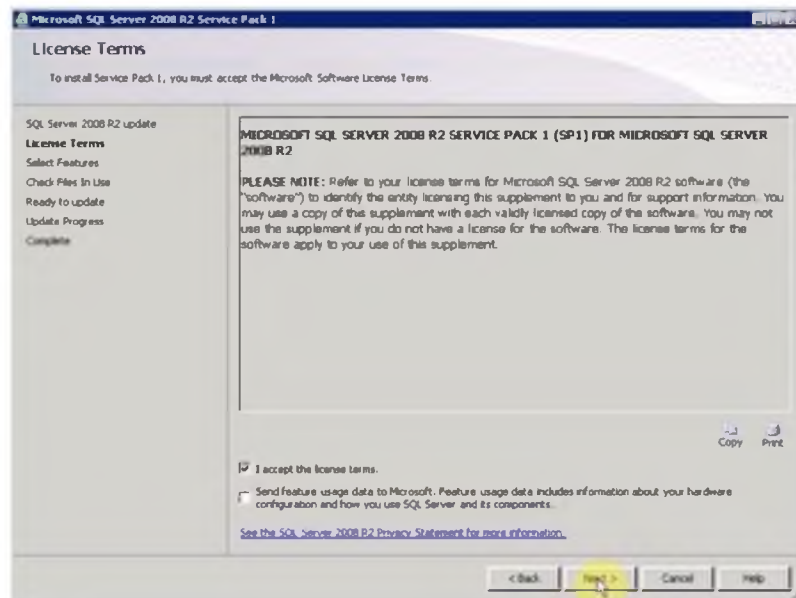 Microsoft SQL Server 2008 R2 Service Pack 1
License Terms
To install Service Pack 1, you must accept the Microsoft Software License Terms.
SQL Server 2008 R2 update
License Terms
Select Features
Check Files In Use
Ready to update
Update Progress
Complete
MICROSOFT SQL SERVER 2008 R2 SERVICE PACK 1 (SP1) FOR MICROSOFT SQL SERVER
2008 R2
PLEASE NOTE: Refer to your license terms for Microsoft SQL Server 2008 R2 software (the
"software") to identify the entity licensing this supplement to you and for support information. You
may use a copy of this supplement with each validly licensed copy of the software. You may not
use the supplement if you do not have a license for the software. The license terms for the
software apply to your use of this supplement.
Copy Print
I accept the license terms.
Send feature usage data to Microsoft. Feature usage data includes information about your hardware
configuration and how you use SQL Server and its components.
See the SQL Server 2008 R2 Privacy Statement for more information.
< Back Next > Cancel Help